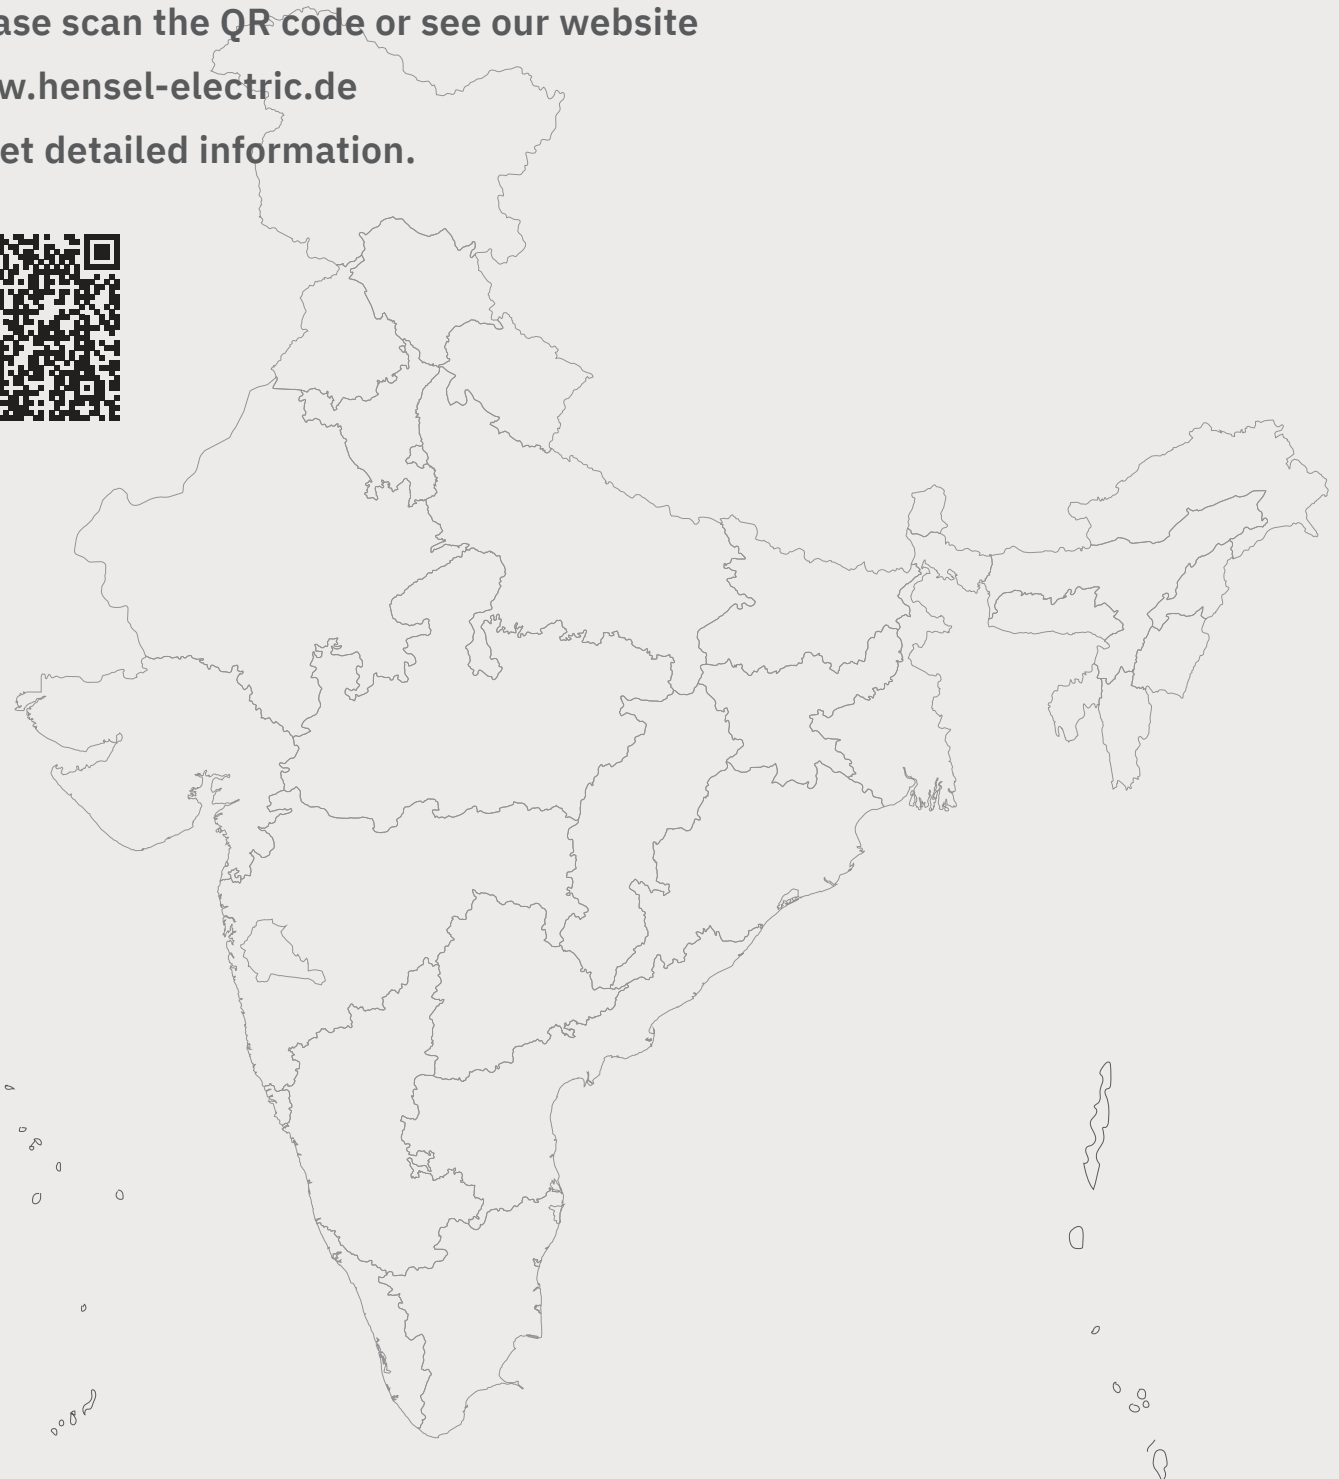 ase scan the QR code or see our website
w.hensel-electric.de
et detailed information.